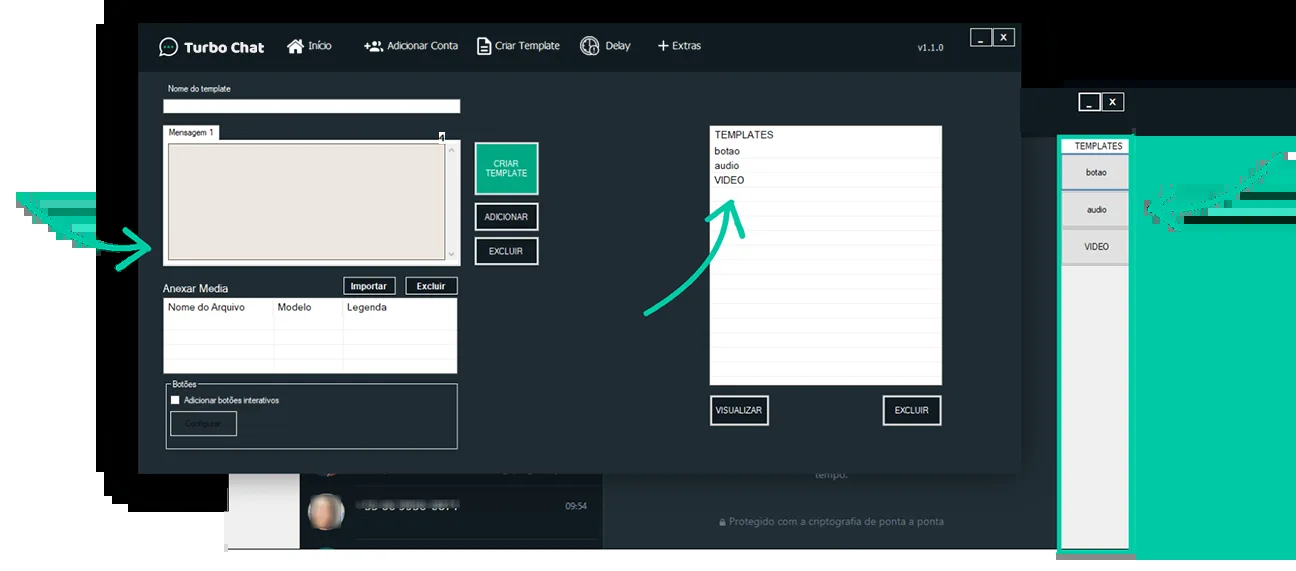 Turbo Chat
Início
Adicionar Conta
Criar Template
Delay
Extras
v1.1.0
_ X
Nome do template
Mensagem 1
CRIAR
TEMPLATE
ADICIONAR
EXCLUIR
Anexar Media
Importar
Excluir
Nome do Arquivo
Modelo
Legenda
Botões
Adicionar botões interativos
Configurar
TEMPLATES
botao
audio
VIDEO
VISUALIZAR
EXCLUIR
_ X
TEMPLATES
botao
audio
VIDEO
tempo.
09:54
Protegido com a criptografia de ponta a ponta